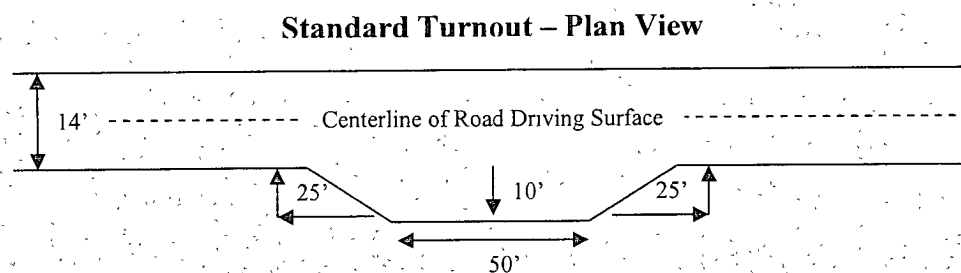 Standard Turnout – Plan View
14'
Centerline of Road Driving Surface
25'
10'
25'
50'